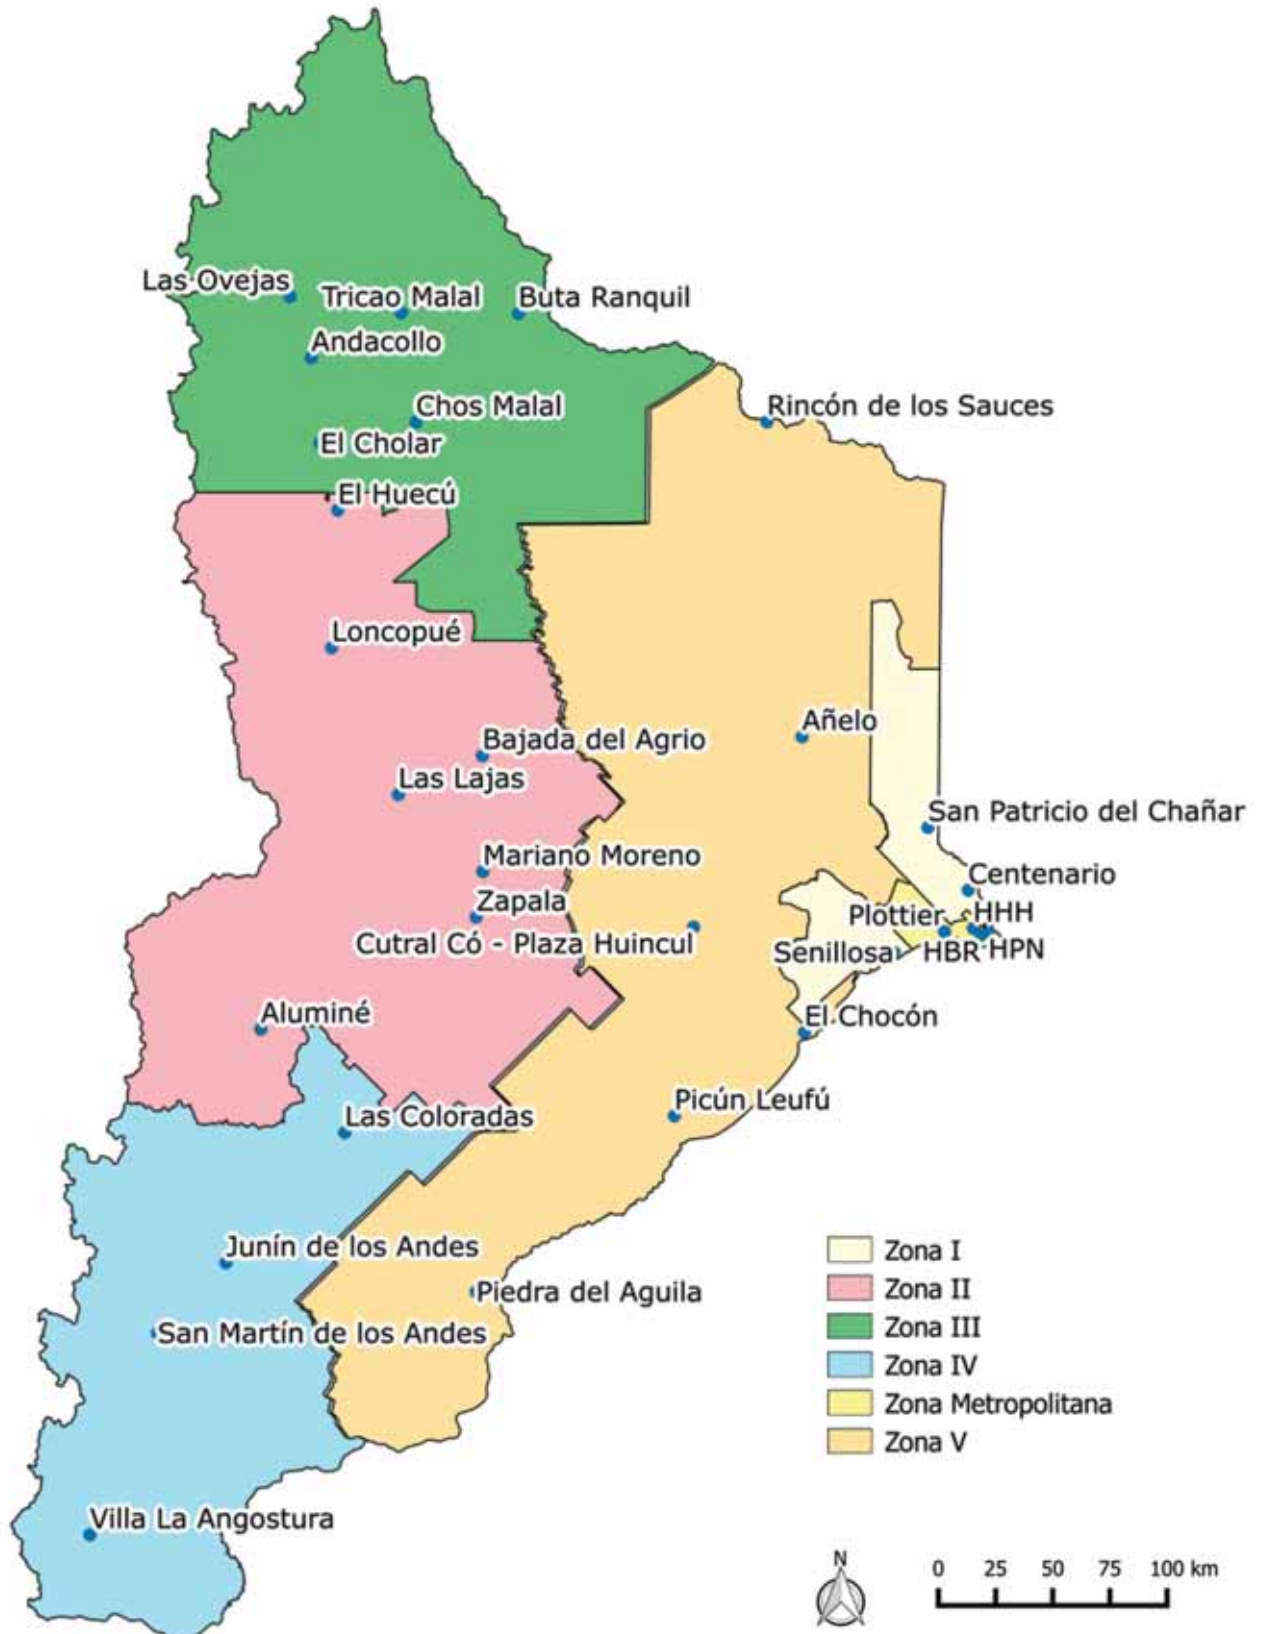 Las Ovejas
Tricao Malal
Buta Ranquil
Andacollo
Chos Malal
Rincón de los Sauces
El Cholar
El Huecú
Loncopué
Añelo
Bajada del Agrio
Las Lajas
San Patricio del Chañar
Mariano Moreno
Centenario
Zapala
Plottier
HHH
Cutral Có - Plaza Huincul
Senillosa
HBR
HPN
Aluminé
El Chocón
Picún Leufú
Las Coloradas
Junín de los Andes
Zona I
Zona II
Piedra del Aguila
Zona III
San Martín de los Andes
Zona IV
Zona Metropolitana
Zona V
Villa La Angostura
N
0 25 50 75 100 km